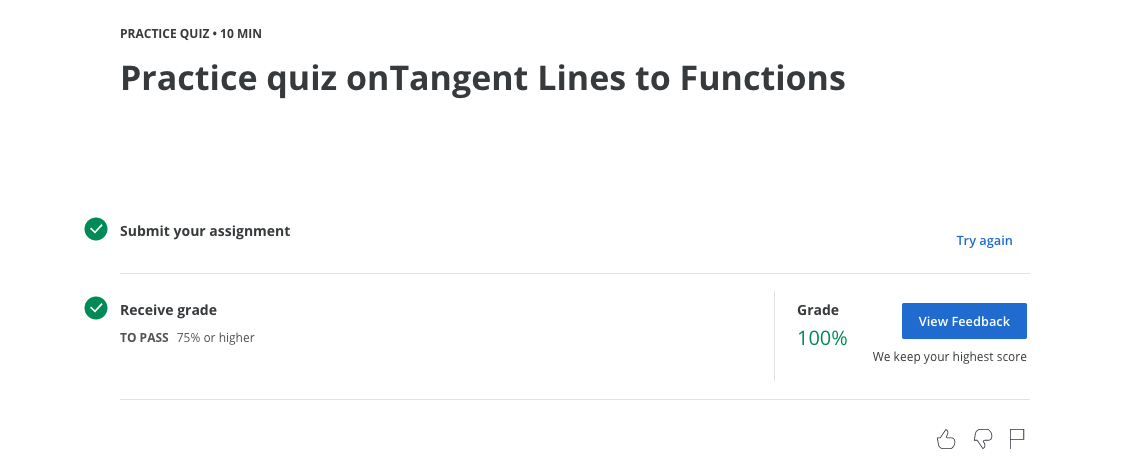 PRACTICE QUIZ • 10 MIN
Practice quiz onTangent Lines to Functions
Submit your assignment
Try again
Receive grade
TO PASS 75% or higher
Grade
100%
View Feedback
We keep your highest score